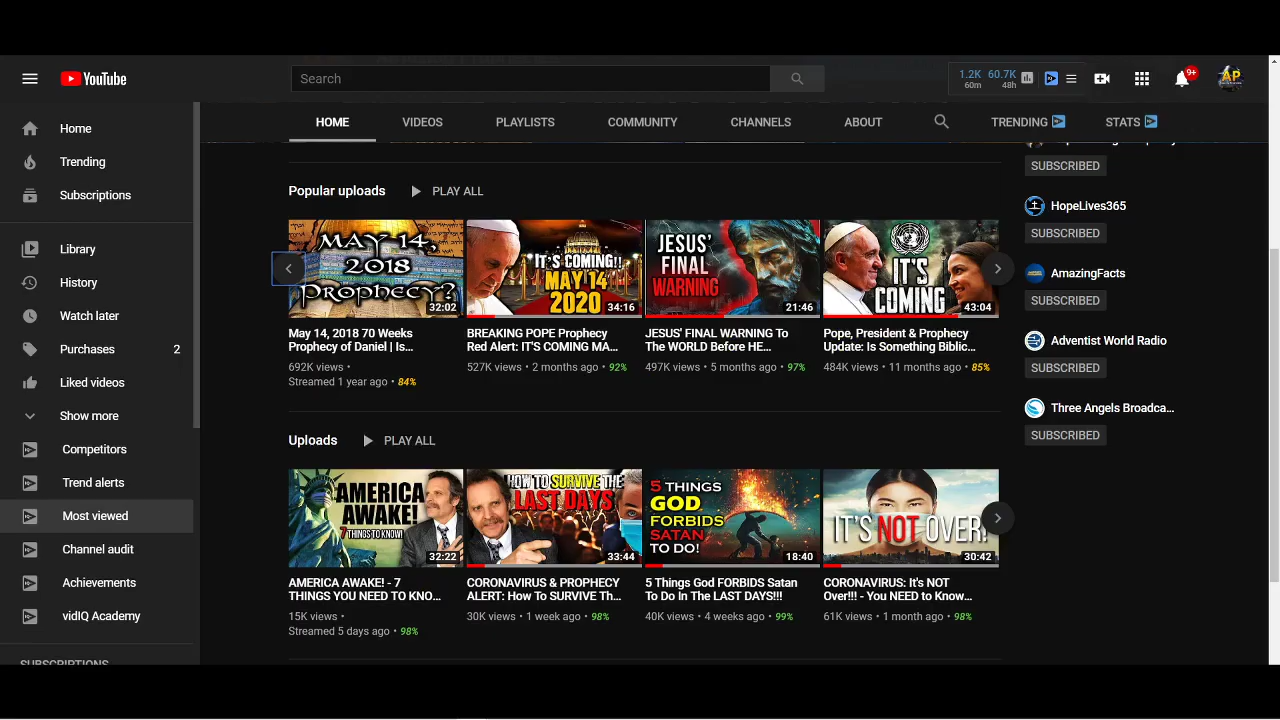 YouTube
Search
1.2K 60.7K
60m 48h
9+
AP
Home
Trending
Subscriptions
Library
History
Watch later
Purchases 2
Liked videos
Show more
Competitors
Trend alerts
Most viewed
Channel audit
Achievements
vidIQ Academy
SUBSCRIPTIONS
HOME VIDEOS PLAYLISTS COMMUNITY CHANNELS ABOUT TRENDING STATS
Popular uploads PLAY ALL
MAY 14,
2018
PROPHECY?
32:02
May 14, 2018 70 Weeks
Prophecy of Daniel | Is...
692K views •
Streamed 1 year ago • 84%
IT'S COMING!!
MAY 14
2020
34:16
BREAKING POPE Prophecy
Red Alert: IT'S COMING MA...
527K views • 2 months ago • 92%
JESUS'
FINAL
WARNING
21:46
JESUS' FINAL WARNING To
The WORLD Before HE...
497K views • 5 months ago • 97%
IT'S
COMING
43:04
Pope, President & Prophecy
Update: Is Something Biblic...
484K views • 11 months ago • 85%
Uploads PLAY ALL
AMERICA
AWAKE!
7 THINGS TO KNOW!
32:22
AMERICA AWAKE! - 7
THINGS YOU NEED TO KNO...
15K views •
Streamed 5 days ago • 98%
HOW TO SURVIVE THE
LAST DAYS
33:44
CORONAVIRUS & PROPHECY
ALERT: How To SURVIVE Th...
30K views • 1 week ago • 98%
5 THINGS
GOD
FORBIDS
SATAN
TO DO!
18:40
5 Things God FORBIDS Satan
To Do In The LAST DAYS!!!
40K views • 4 weeks ago • 99%
IT'S NOT OVER!
30:42
CORONAVIRUS: It's NOT
Over!!! - You NEED to Know...
61K views • 1 month ago • 98%
SUBSCRIBED
HopeLives365
SUBSCRIBED
AmazingFacts
SUBSCRIBED
Adventist World Radio
SUBSCRIBED
Three Angels Broadca...
SUBSCRIBED